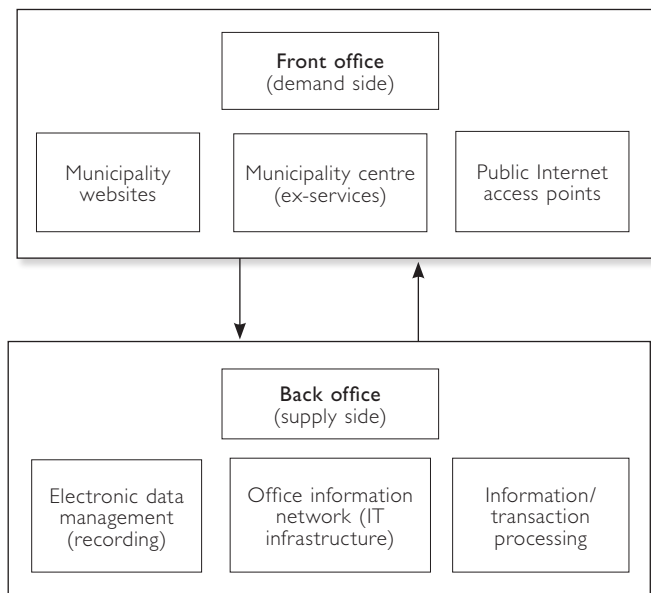 Front office
(demand side)
Municipality
websites
Municipality centre
(ex-services)
Public Internet
access points
Back office
(supply side)
Electronic data
management
(recording)
Office information
network (IT
infrastructure)
Information/
transaction
processing